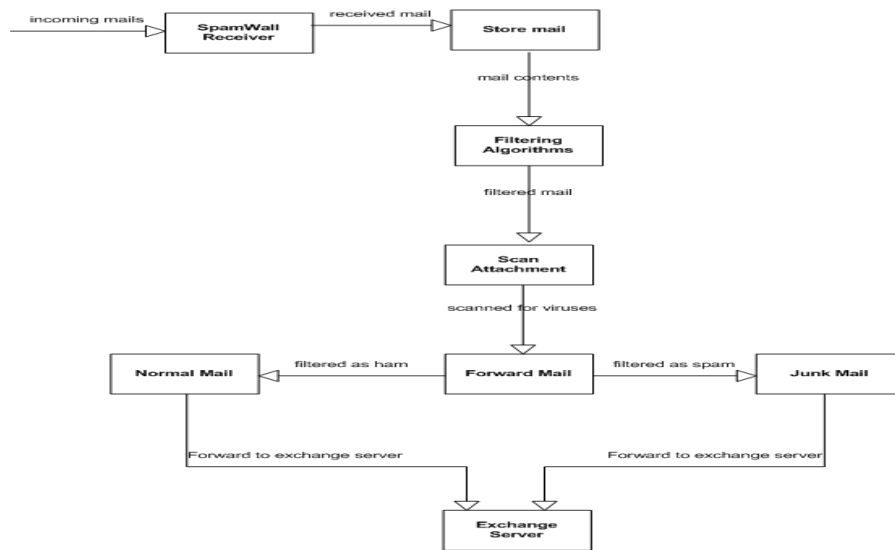 incoming mails
SpamWall
Receiver
received mail
Store mail
mail contents
Filtering
Algorithms
filtered mail
Scan
Attachment
scanned for viruses
Normal Mail
filtered as ham
Forward Mail
filtered as spam
Junk Mail
Forward to exchange server
Forward to exchange server
Exchange
Server